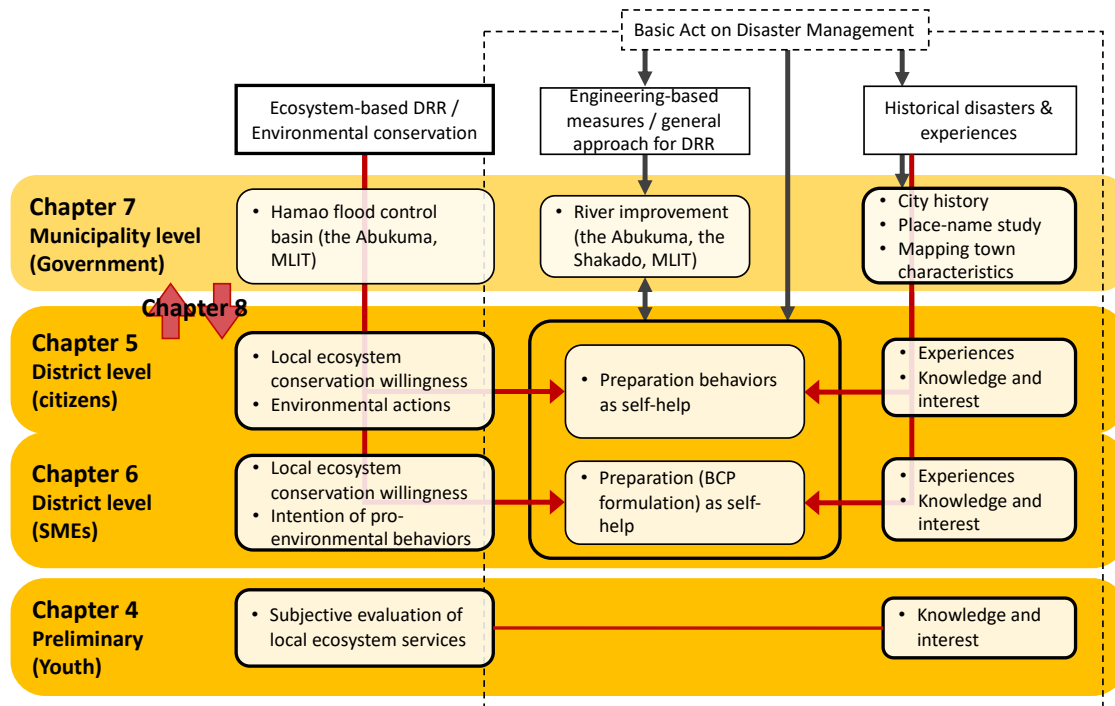 Basic Act on Disaster Management
Ecosystem-based DRR /
Environmental conservation
Engineering-based
measures / general
approach for DRR
Historical disasters &
experiences
Chapter 7
Municipality level
(Government)
• Hamao flood control
basin (the Abukuma,
MLIT)
• River improvement
(the Abukuma, the
Shakado, MLIT)
• City history
• Place-name study
• Mapping town
characteristics
Chapter 8
Chapter 5
District level
(citizens)
• Local ecosystem
conservation willingness
• Environmental actions
• Preparation behaviors
as self-help
• Experiences
• Knowledge and
interest
Chapter 6
District level
(SMEs)
• Local ecosystem
conservation willingness
• Intention of pro-
environmental behaviors
• Preparation (BCP
formulation) as self-
help
• Experiences
• Knowledge and
interest
Chapter 4
Preliminary
(Youth)
• Subjective evaluation of
local ecosystem services
• Knowledge and
interest